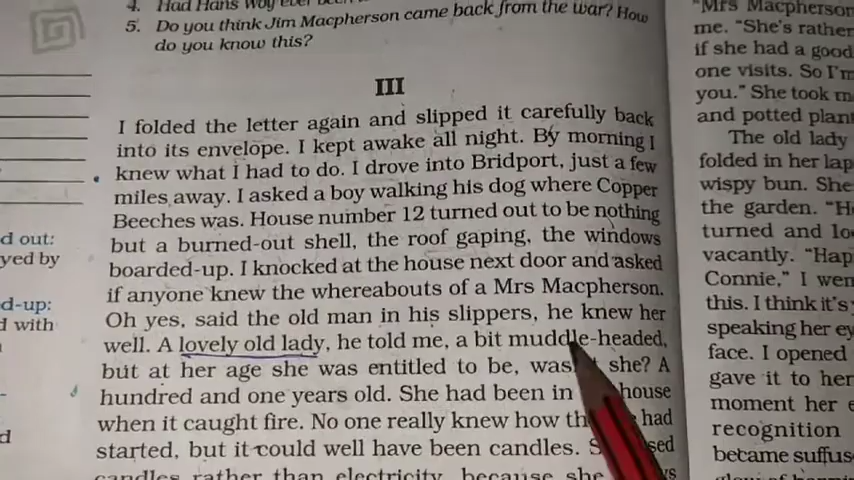 4. Had Hans
5. Do you think Jim Macpherson came back from the war? How
do you know this?
III
I folded the letter again and slipped it carefully back
into its envelope. I kept awake all night. By morning I
knew what I had to do. I drove into Bridport, just a few
miles away. I asked a boy walking his dog where Copper
Beeches was. House number 12 turned out to be nothing
but a burned-out shell, the roof gaping, the windows
boarded-up. I knocked at the house next door and asked
if anyone knew the whereabouts of a Mrs Macpherson.
Oh yes, said the old man in his slippers, he knew her
well. A lovely old lady, he told me, a bit muddle-headed,
but at her age she was entitled to be, she? A
hundred and one years old. She had been in house
when it caught fire. No one really knew how had
started, but it could well have been candles.
candles rather than electricity, because she
d out:
yed by
d-up:
d with
d
"Mrs Macpherson
me. "She's rather
if she had a good
one visits. So I'm
you." She took m
and potted plant
The old lady
folded in her lap
wispy bun. She
the garden. "H
turned and lo
vacantly. "Hap
Connie," I wen
this. I think it's
speaking her ey
face. I opened
gave it to her
moment her e
recognition
became suffus